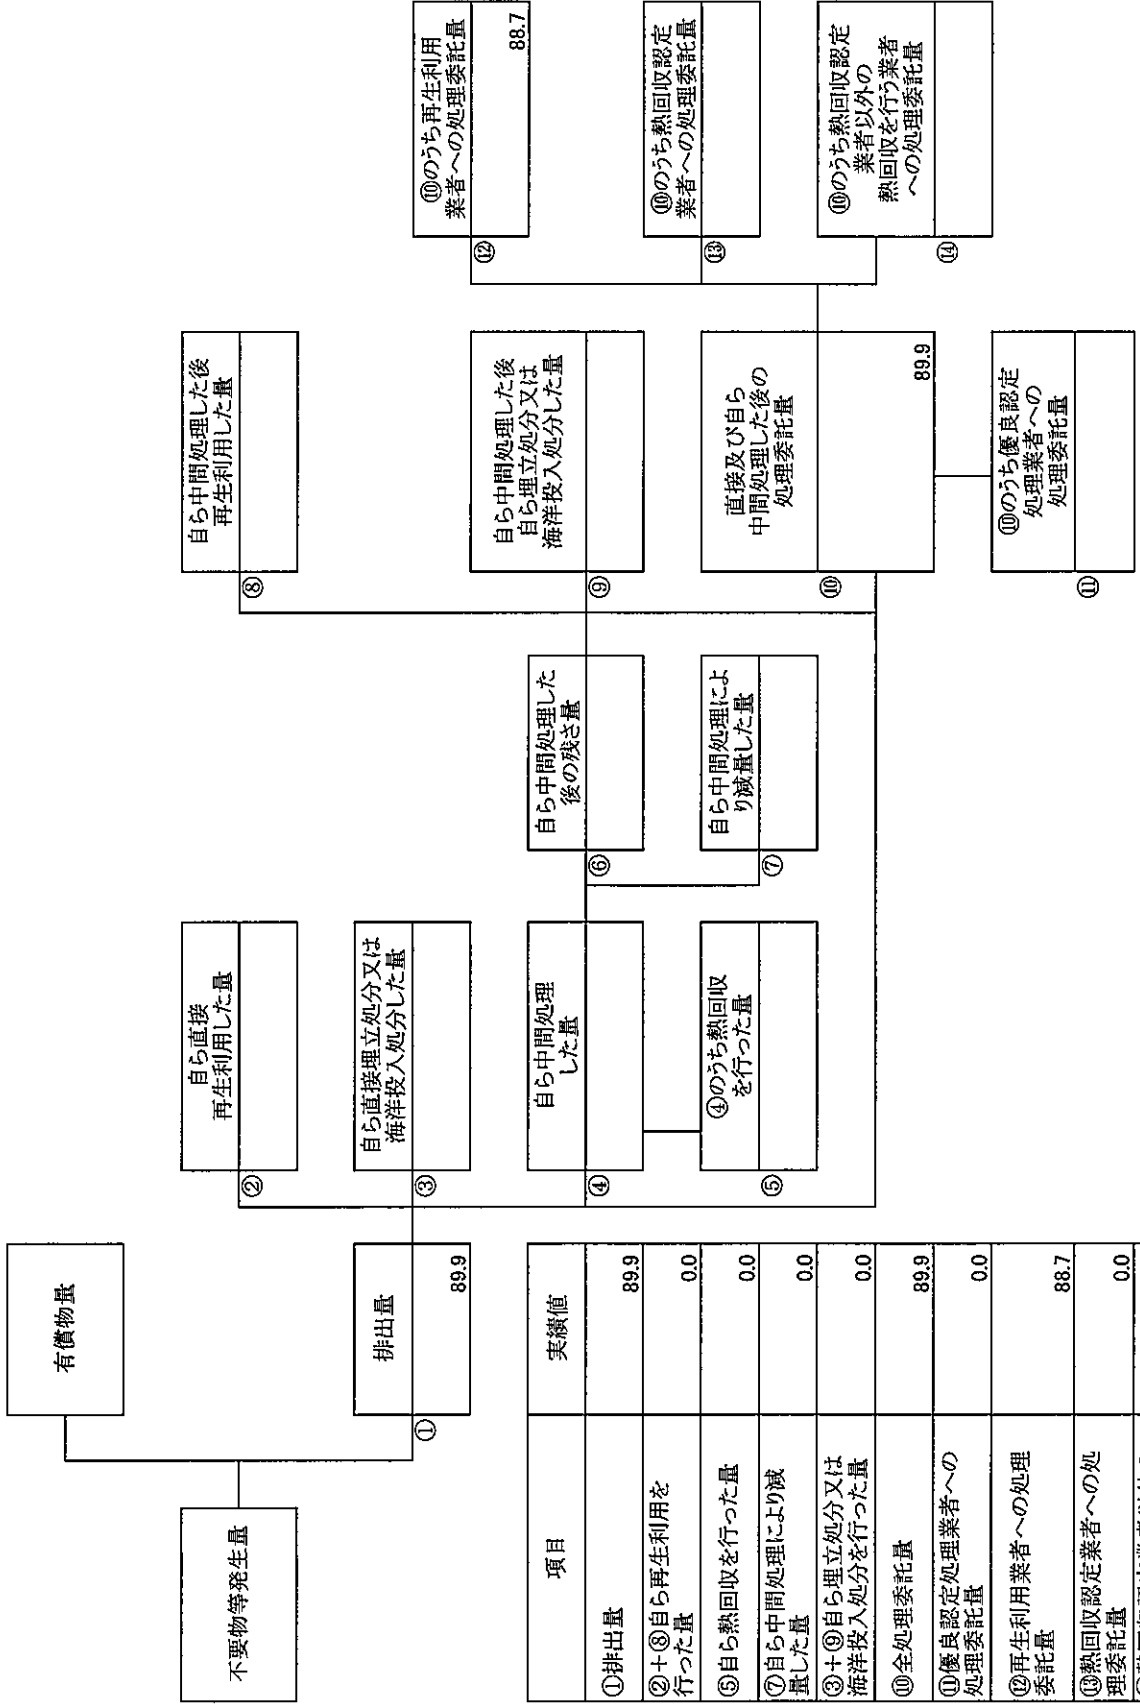 不要物等発生量
有償物量
①
排出量
89.9
②
自ら直接
再生利用した量
③
自ら直接埋立処分又は
海洋投入処分した量
④
自ら中間処理
した量
⑤
④のうち熱回収
を行った量
⑥
自ら中間処理した
後の残さ量
⑦
自ら中間処理によ
り減量した量
⑧
自ら中間処理した後
再生利用した量
⑨
自ら中間処理した後
自ら埋立処分又は
海洋投入処分した量
⑩
直接及び自ら
中間処理した後の
処理委託量
89.9
⑪
⑩のうち優良認定
処理業者への
処理委託量
⑫
⑩のうち再生利用
業者への処理委託量
88.7
⑬
⑩のうち熱回収認定
業者への処理委託量
⑭
⑩のうち熱回収認定
業者以外の
熱回収を行う業者
への処理委託量
項目 実績値
①排出量 89.9
②+⑧自ら再生利用を
行った量 0.0
⑤自ら熱回収を行った量 0.0
⑦自ら中間処理により減
量した量 0.0
③+⑨自ら埋立処分又は
海洋投入処分を行った量 0.0
⑩全処理委託量 89.9
⑪優良認定処理業者への
処理委託量 0.0
⑫再生利用業者への処理
委託量 88.7
⑬熱回収認定業者への処
理委託量 0.0